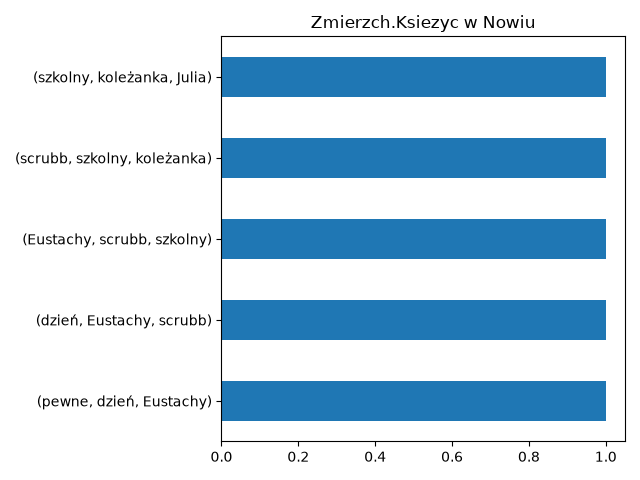 Zmierzch.Ksiezyc w Nowiu
(szkolny, koleżanka, Julia)
(scrubb, szkolny, koleżanka)
(Eustachy, scrubb, szkolny)
(dzień, Eustachy, scrubb)
(pewne, dzień, Eustachy)
0.0 0.2 0.4 0.6 0.8 1.0